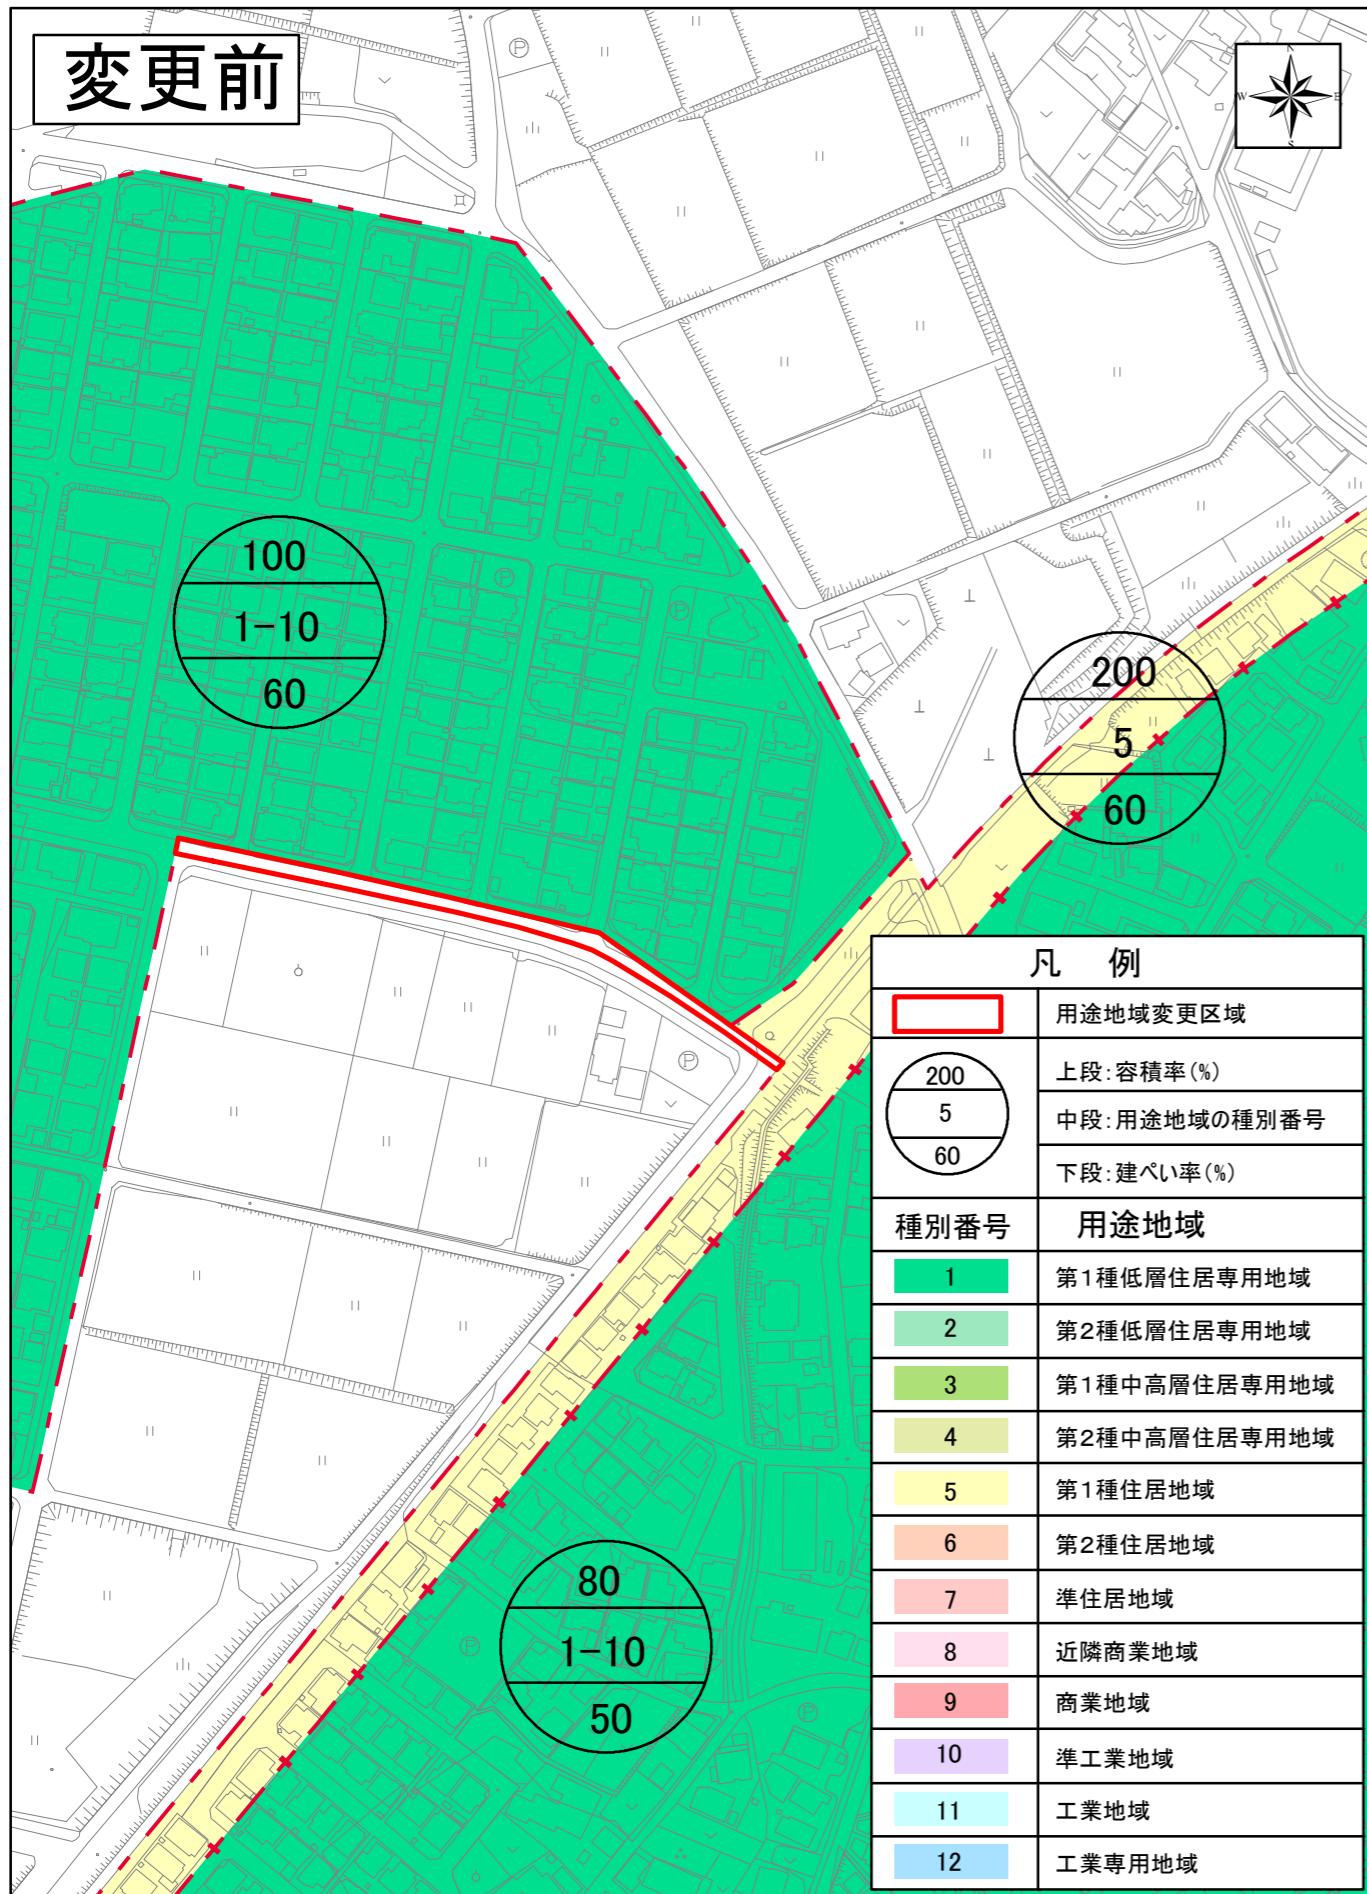 変更前
N
W
E
S
100
1-10
60
200
5
60
80
1-10
50
凡 例
用途地域変更区域
200
5
60
上段:容積率(%)
中段:用途地域の種別番号
下段:建ぺい率(%)
種別番号 用途地域
1 第1種低層住居専用地域
2 第2種低層住居専用地域
3 第1種中高層住居専用地域
4 第2種中高層住居専用地域
5 第1種住居地域
6 第2種住居地域
7 準住居地域
8 近隣商業地域
9 商業地域
10 準工業地域
11 工業地域
12 工業専用地域
P
P
P
P
P
P